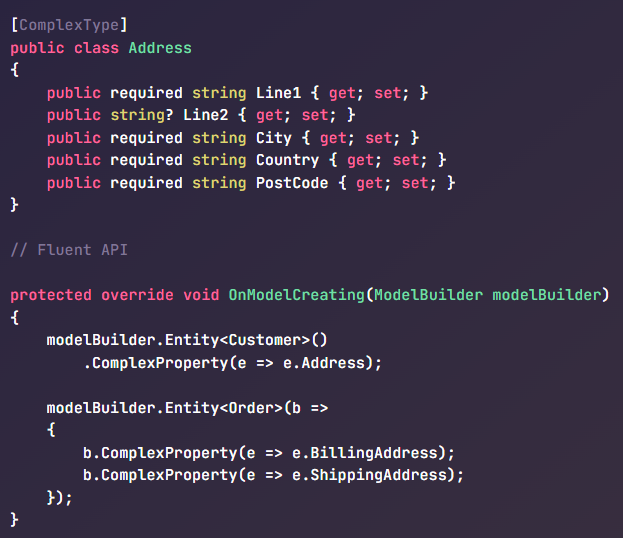 [ComplexType]
public class Address
{
    public required string Line1 { get; set; }
    public string? Line2 { get; set; }
    public required string City { get; set; }
    public required string Country { get; set; }
    public required string PostCode { get; set; }
}

// Fluent API

protected override void OnModelCreating(ModelBuilder modelBuilder)
{
    modelBuilder.Entity<Customer>()
        .ComplexProperty(e => e.Address);

    modelBuilder.Entity<Order>(b =>
    {
        b.ComplexProperty(e => e.BillingAddress);
        b.ComplexProperty(e => e.ShippingAddress);
    });
}